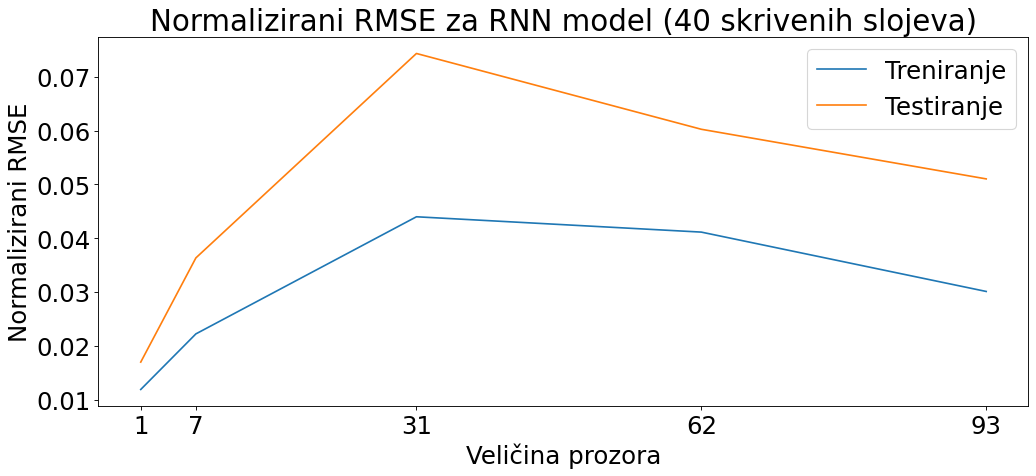 Normalizirani RMSE za RNN model (40 skrivenih slojeva)
Treniranje
Testiranje
Normalizirani RMSE
0.07
0.06
0.05
0.04
0.03
0.02
0.01
1 7 31 62 93
Veličina prozora